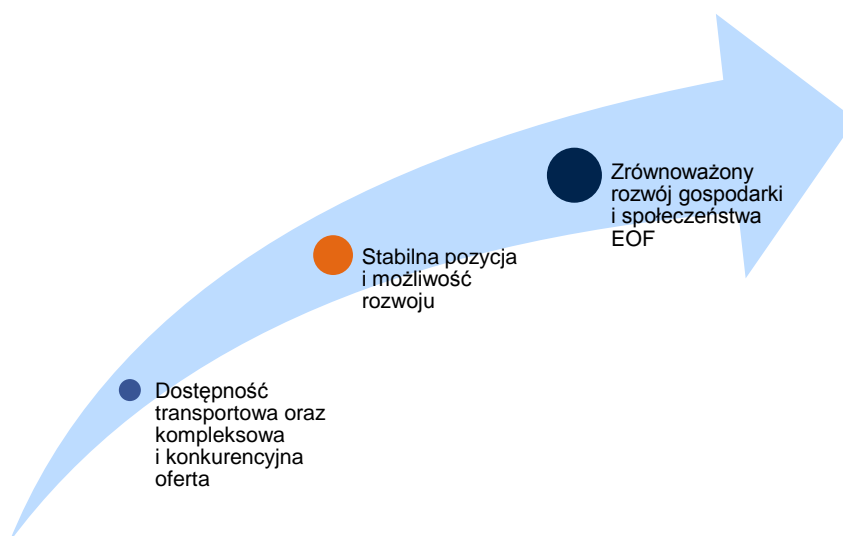 Zrównoważony
rozwój gospodarki
i społeczeństwa
EOF
Stabilna pozycja
i możliwość
rozwoju
Dostępność
transportowa oraz
kompleksowa
i konkurencyjna
oferta